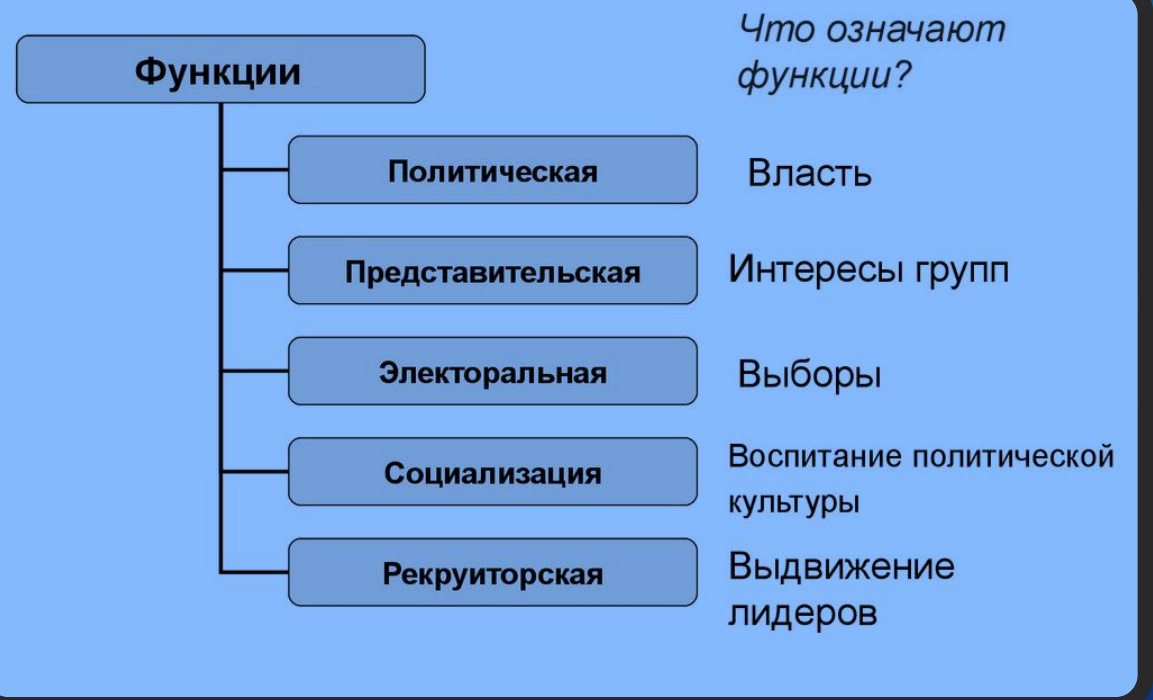 Функции
Что означают
функции?
Политическая
Власть
Представительская
Интересы групп
Электоральная
Выборы
Социализация
Воспитание политической
культуры
Рекруиторская
Выдвижение
лидеров